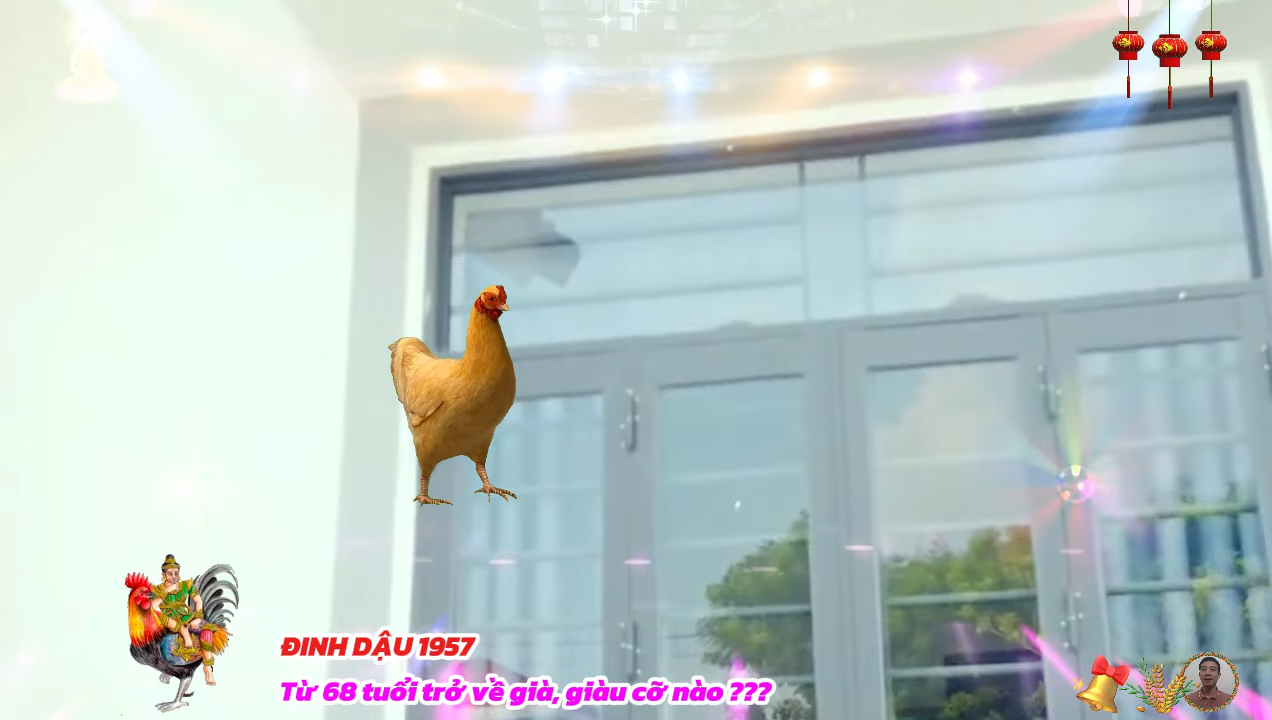 ĐINH DẬU 1957
Từ 68 tuổi trở về già, giàu cỡ nào ???